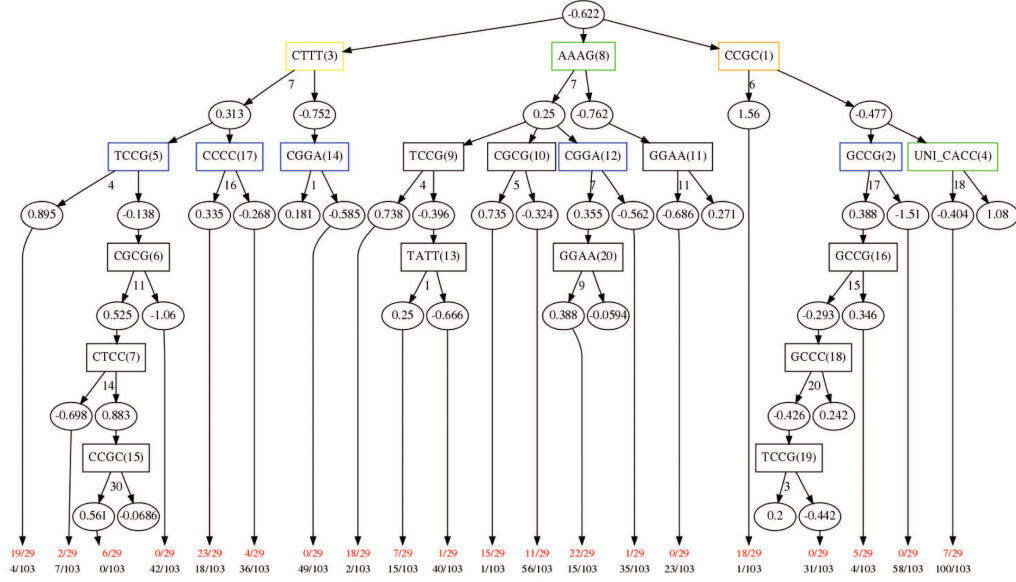 -0.622
CTTT(3) AAAG(8) CCGC(1)
7 7 6
0.313 -0.752 0.25 -0.762 1.56 -0.477
TCCG(5) CCCC(17) CGGA(14) TCCG(9) CGCG(10) CGGA(12) GGAA(11) GCCG(2) UNI_CACC(4)
4 16 1 4 5 7 11 17 18
0.895 -0.138 0.335 -0.268 0.181 -0.585 0.738 -0.396 0.735 -0.324 0.355 -0.562 -0.686 0.271 0.388 -1.51 -0.404 1.08
CGCG(6) TATT(13) GGAA(20) GCCG(16)
11 1 9 15
0.525 -1.06 0.25 -0.666 0.388 -0.0594 -0.293 0.346
CTCC(7) GCCC(18)
14 20
-0.698 0.883 -0.426 0.242
CCGC(15) TCCG(19)
30 3
0.561 -0.0686 0.2 -0.442
19/29 2/29 6/29 0/29 23/29 4/29 0/29 18/29 7/29 1/29 15/29 11/29 22/29 1/29 0/29 18/29 0/29 5/29 0/29 7/29
4/103 7/103 0/103 42/103 18/103 36/103 49/103 2/103 15/103 40/103 1/103 56/103 15/103 35/103 23/103 1/103 31/103 4/103 58/103 100/103